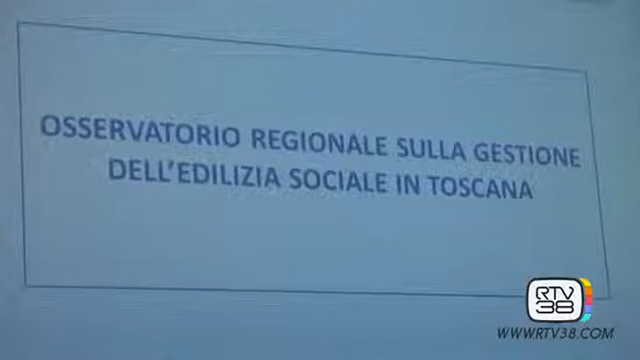 OSSERVATORIO REGIONALE SULLA GESTIONE
DELL'EDILIZIA SOCIALE IN TOSCANA
RTV
38
WWW.RTV38.COM